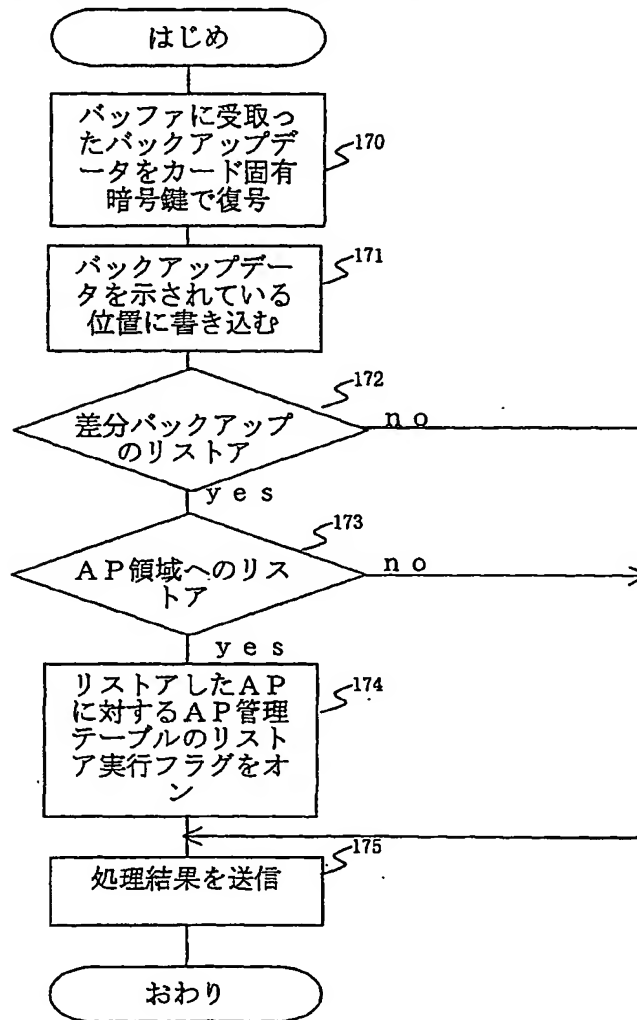 はじめ
バッファに受取っ
たバックアップデ
ータをカード固有
暗号鍵で復号
170
バックアップデー
タを示されている
位置に書き込む
171
172
差分バックアップ
のリストア
no
yes
173
AP領域へのリス
トア
no
yes
リストアしたAP
に対するAP管理
テーブルのリスト
ア実行フラグをオ
ン
174
175
処理結果を送信
おわり